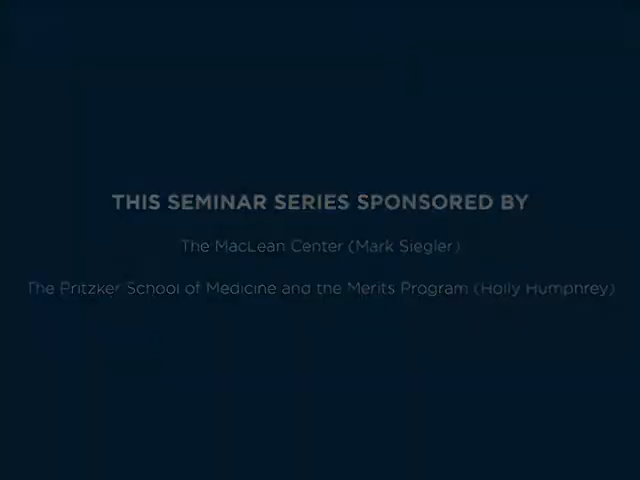 THIS SEMINAR SERIES SPONSORED BY
The MacLean Center (Mark Siegler)
The Pritzker School of Medicine and the Merits Program (Holly Humphrey)